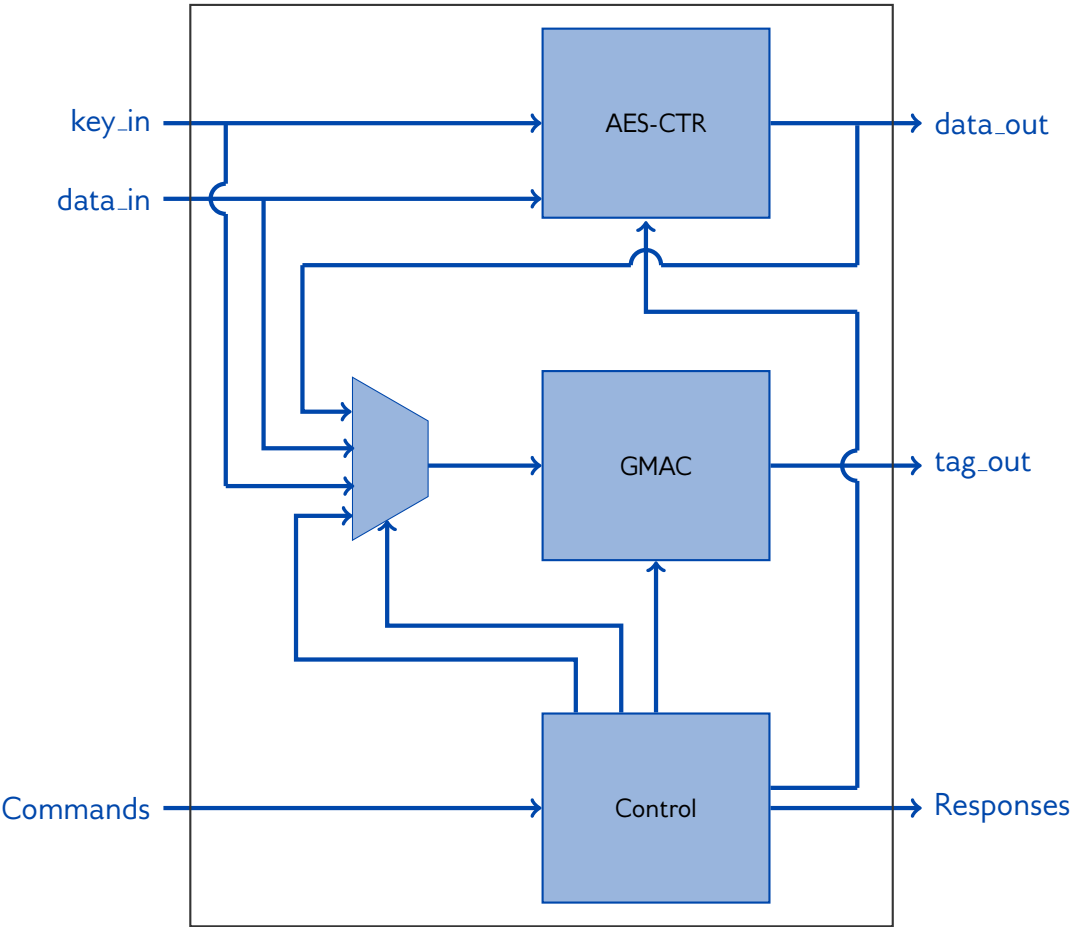 key_in
AES-CTR
data_out
data_in
GMAC
tag_out
Commands
Control
Responses